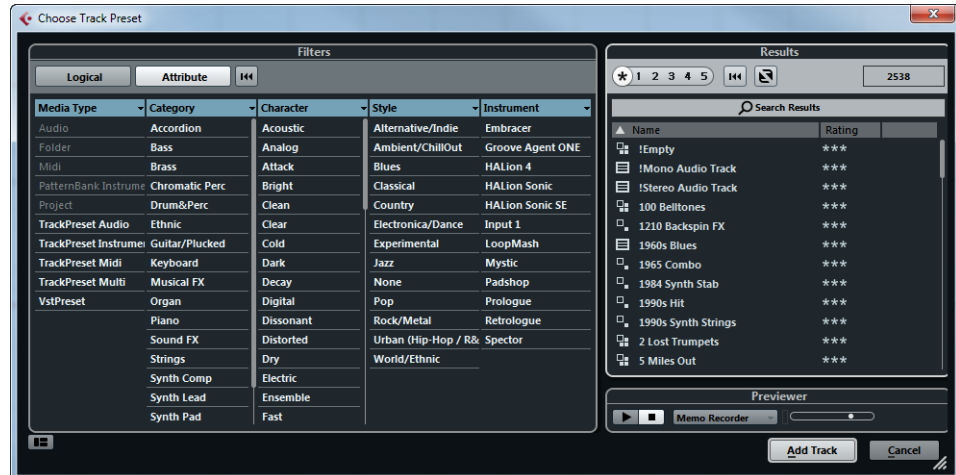 Choose Track Preset
Filters
Logical Attribute
Media Type Category Character Style Instrument
Audio Accordion Acoustic Alternative/Indie Embracer
Folder Bass Analog Ambient/ChillOut Groove Agent ONE
Midi Brass Attack Blues HALion 4
PatternBank Instrume Chromatic Perc Bright Classical HALion Sonic
Project Drum&Perc Clean Country HALion Sonic SE
TrackPreset Audio Ethnic Clear Electronica/Dance Input 1
TrackPreset Instrumer Guitar/Plucked Cold Experimental LoopMash
TrackPreset Midi Keyboard Dark Jazz Mystic
TrackPreset Multi Musical FX Decay None Padshop
VstPreset Organ Digital Pop Prologue
Piano Dissonant Rock/Metal Retrologue
Sound FX Distorted Urban (Hip-Hop / R& Spector
Strings Dry World/Ethnic
Synth Comp Electric
Synth Lead Ensemble
Synth Pad Fast
Results
1 2 3 4 5 2538
Search Results
Name Rating
!Empty ***
!Mono Audio Track ***
!Stereo Audio Track ***
100 Belltones ***
1210 Backspin FX ***
1960s Blues ***
1965 Combo ***
1984 Synth Stab ***
1990s Hit ***
1990s Synth Strings ***
2 Lost Trumpets ***
5 Miles Out ***
Previewer
Memo Recorder
Add Track Cancel